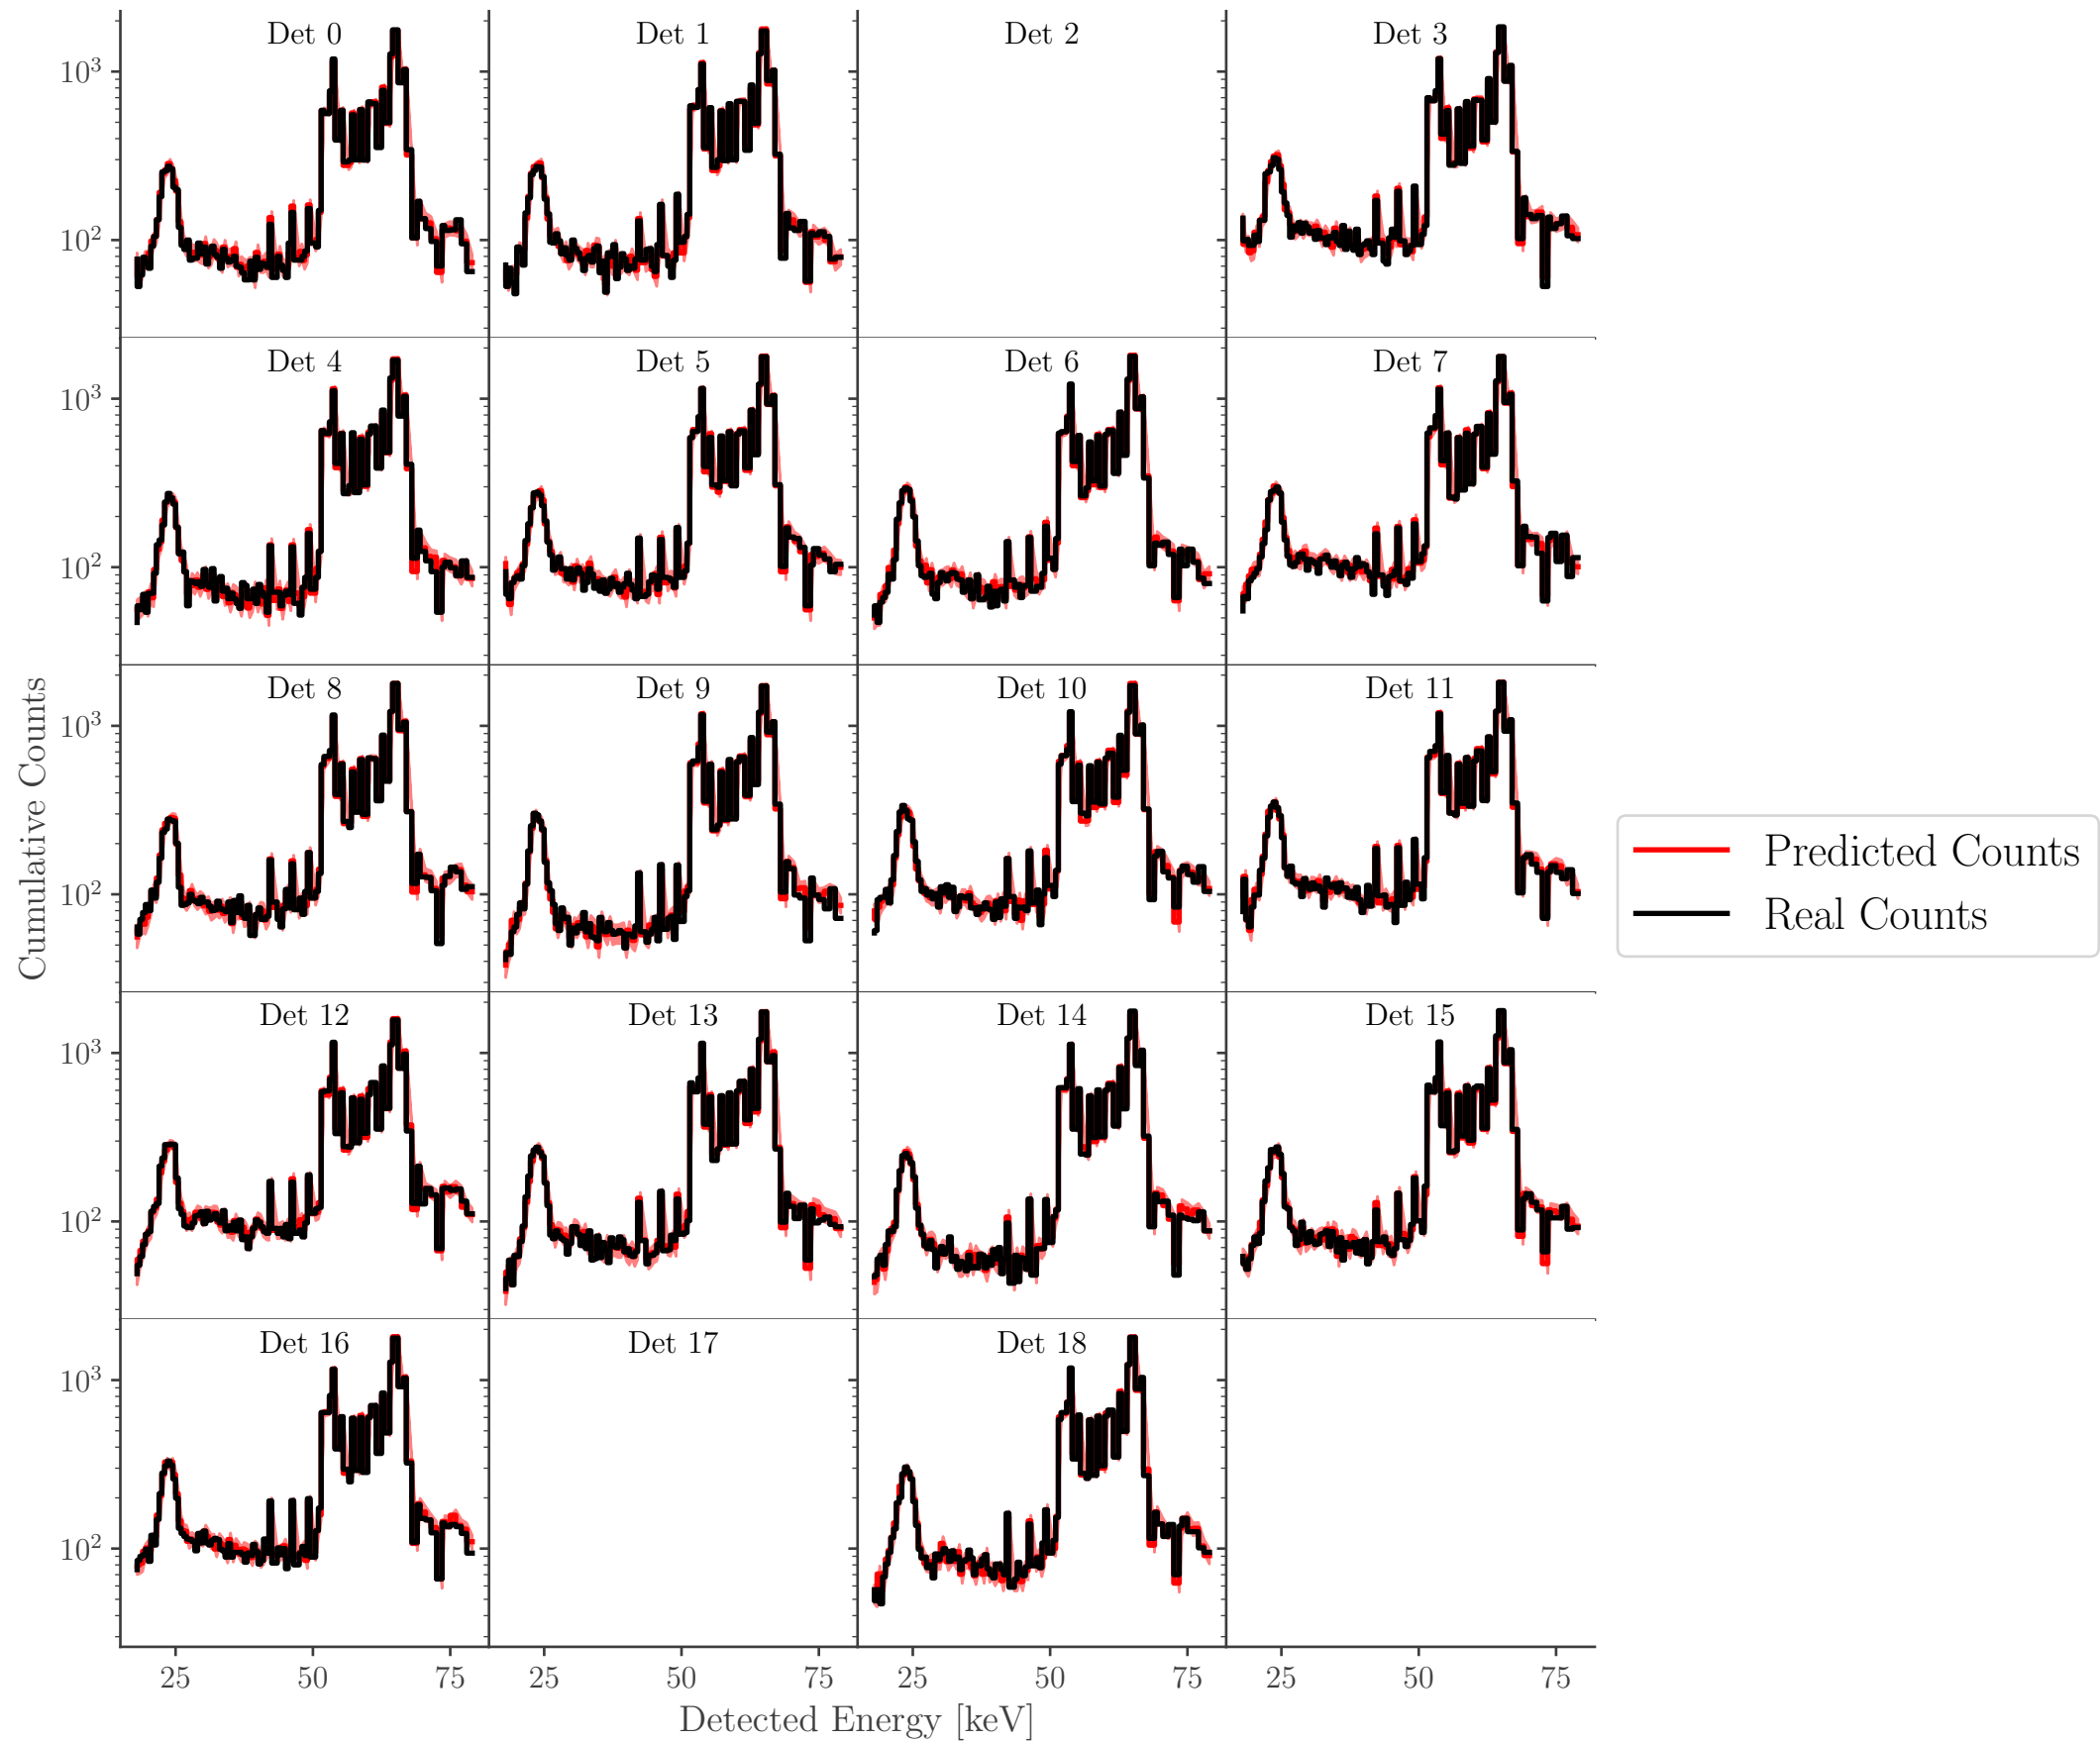 Det 0
Det 1
Det 2
Det 3
10³
10²
Det 4
Det 5
Det 6
Det 7
10³
10²
Det 8
Det 9
Det 10
Det 11
10³
10²
Det 12
Det 13
Det 14
Det 15
10³
10²
Det 16
Det 17
Det 18
10³
10²
25 50 75 25 50 75 25 50 75 25 50 75
Detected Energy [keV]
Cumulative Counts
Predicted Counts
Real Counts